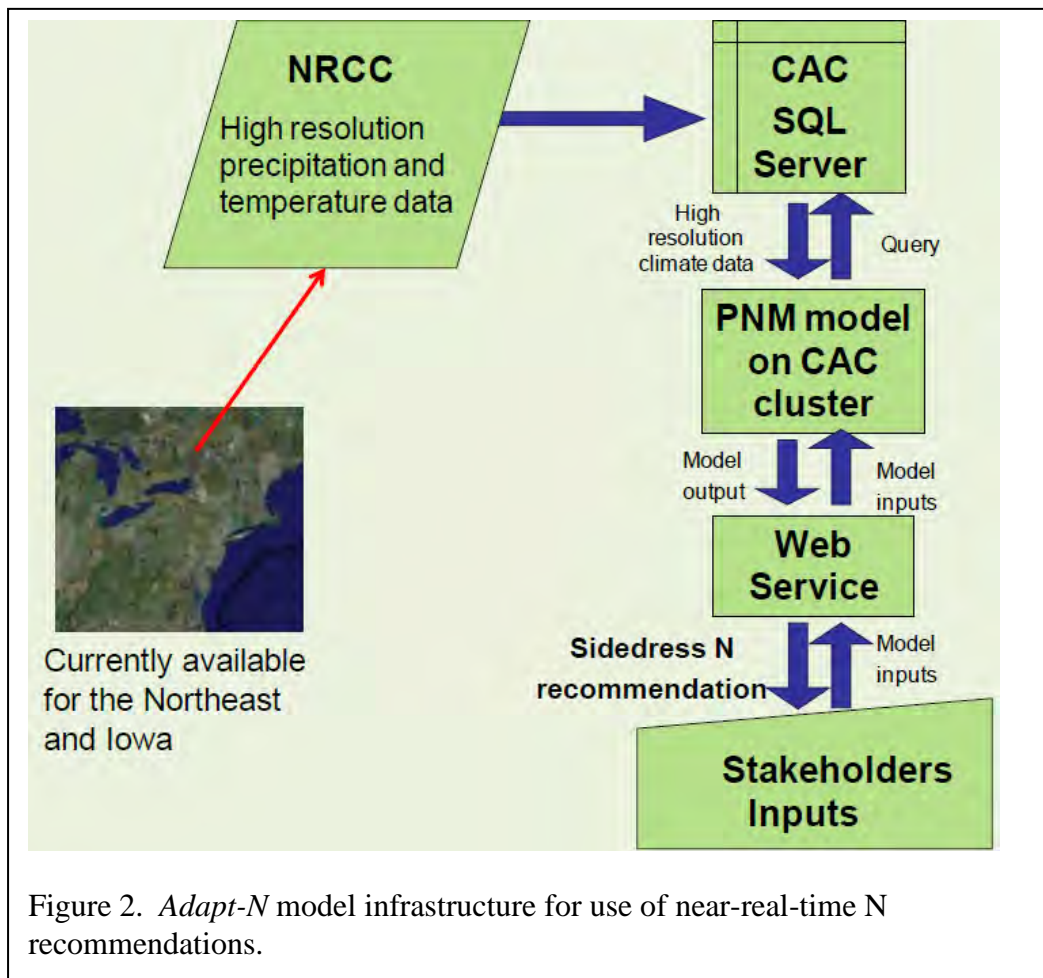 NRCC
High resolution
precipitation and
temperature data
CAC
SQL
Server
High
resolution
climate data
Query
PNM model
on CAC
cluster
Model
output
Model
inputs
Web
Service
Sidedress N
recommendation
Model
inputs
Stakeholders
Inputs
Currently available
for the Northeast
and Iowa
Figure 2. Adapt-N model infrastructure for use of near-real-time N
recommendations.